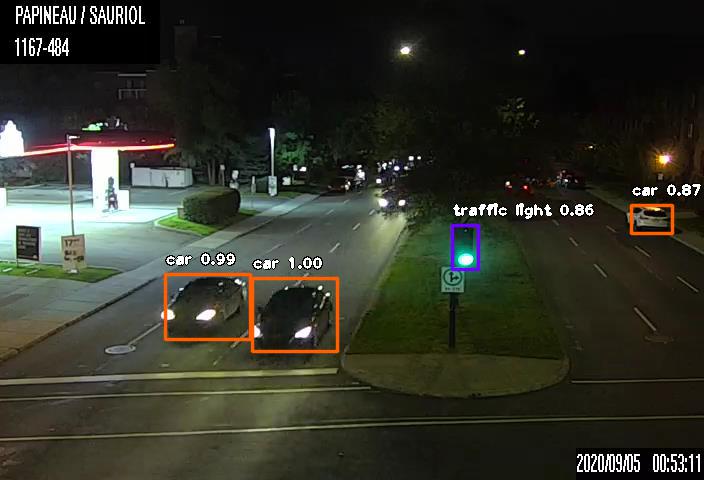 PAPINEAU / SAURIOL
1167-484
car 0.87
traffic light 0.86
car 0.99
car 1.00
2020/09/05 00:53:11